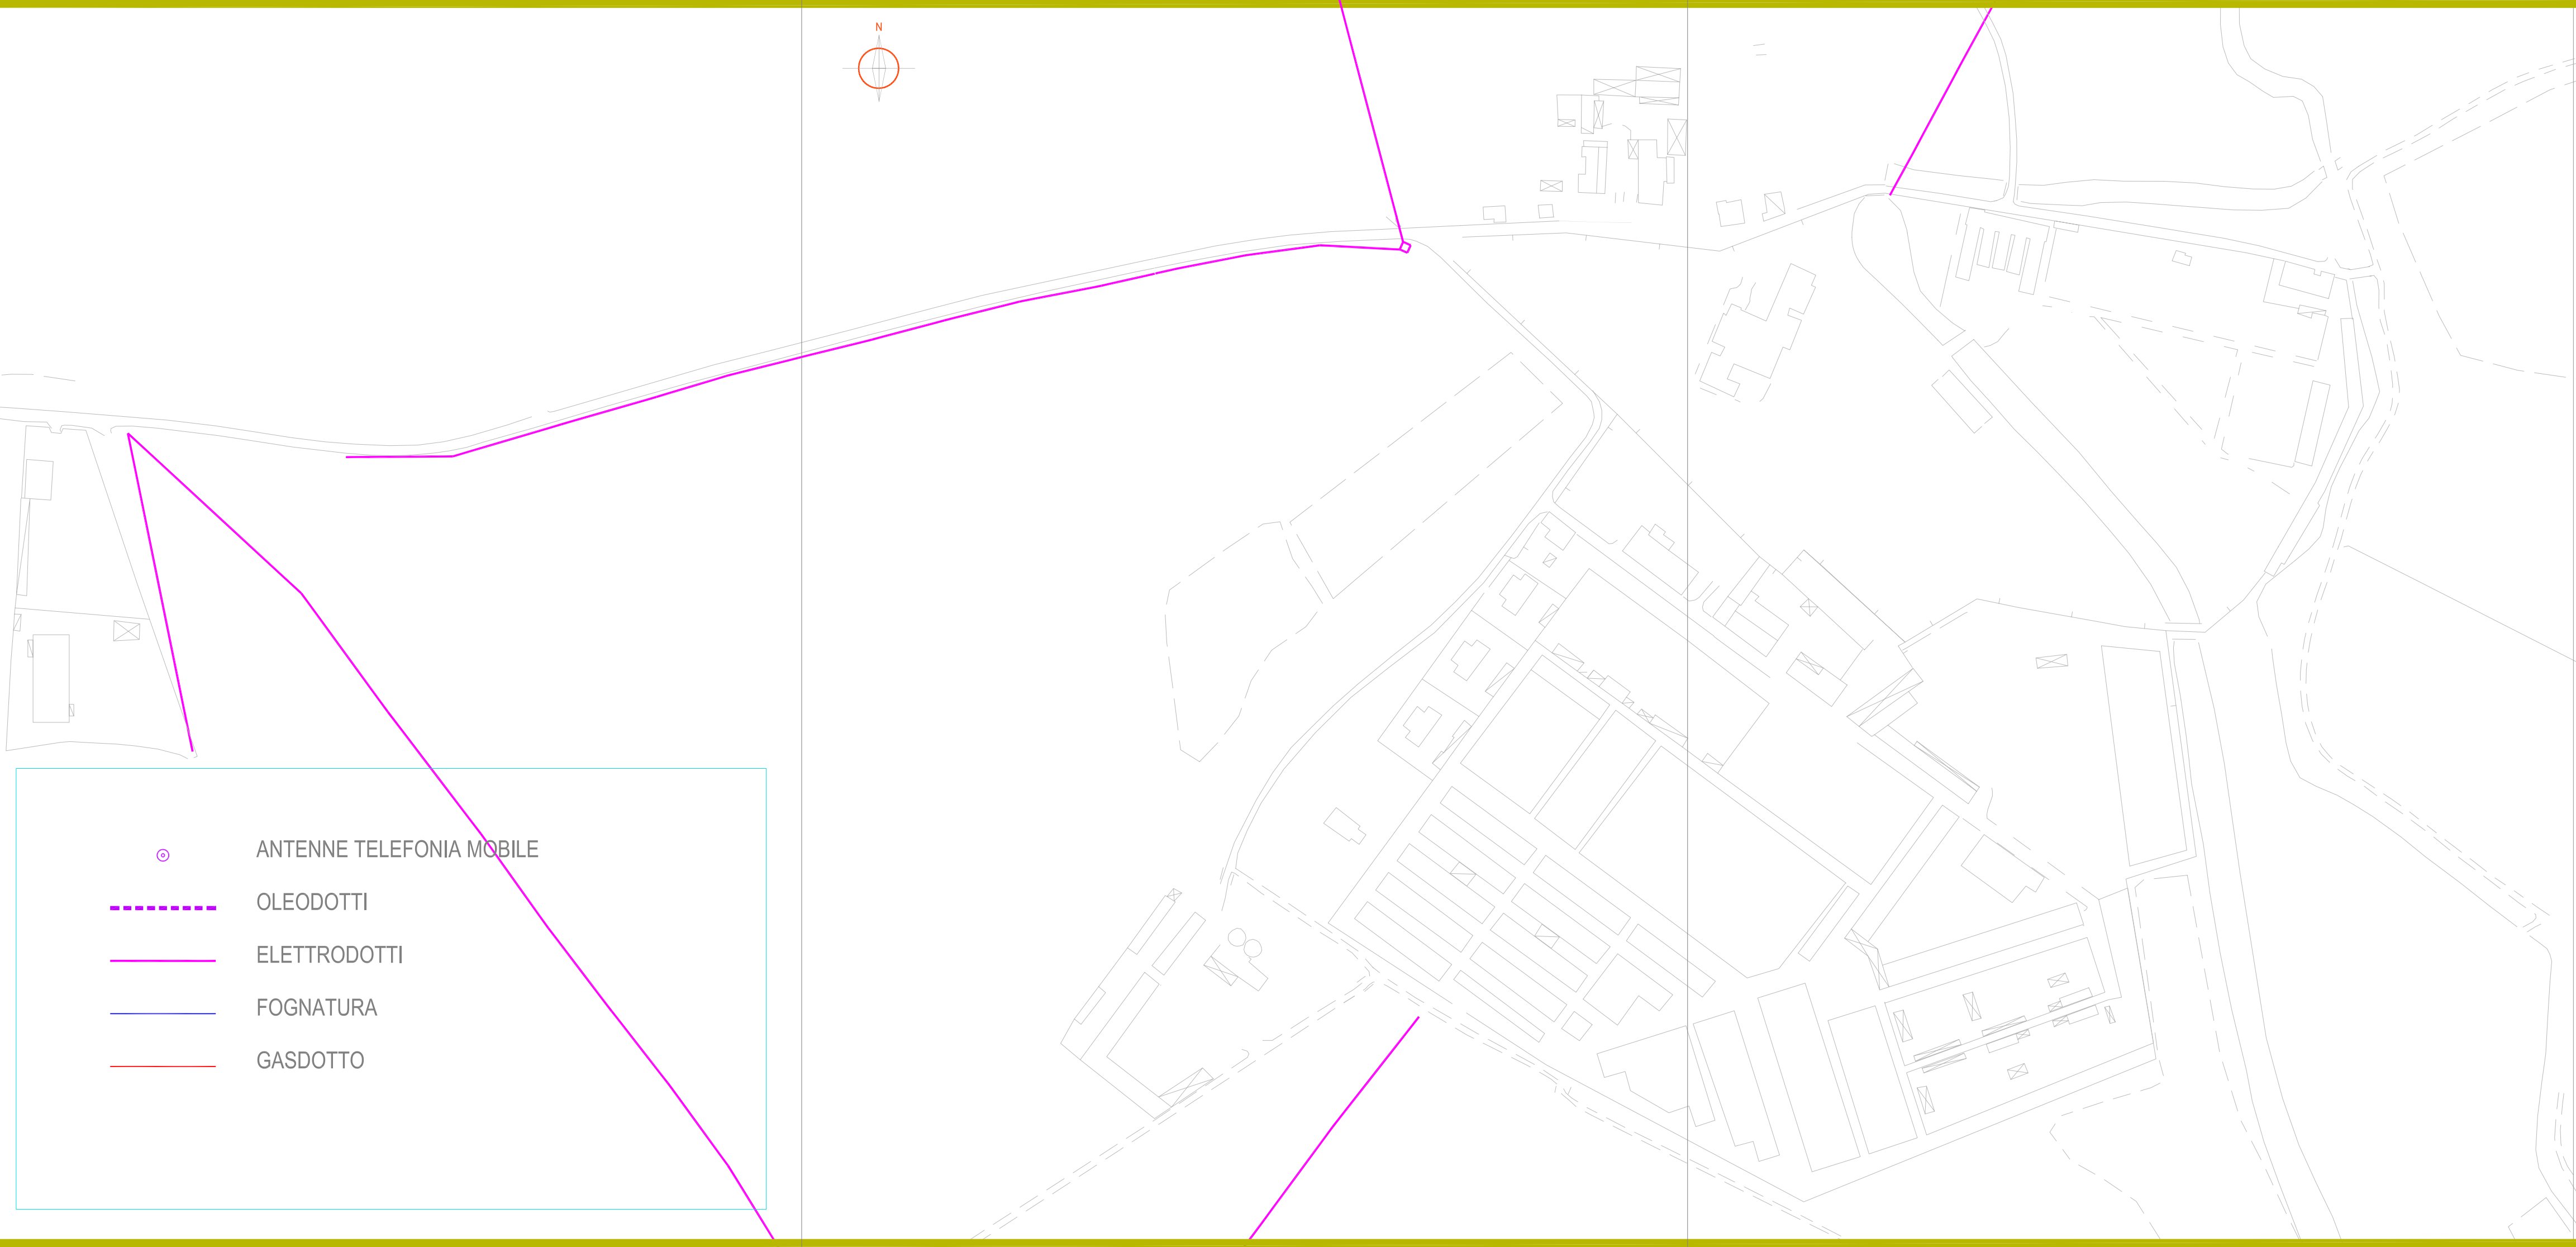 N
ANTENNE TELEFONIA MOBILE
OLEODOTTI
ELETTRODOTTI
FOGNATURA
GASDOTTO